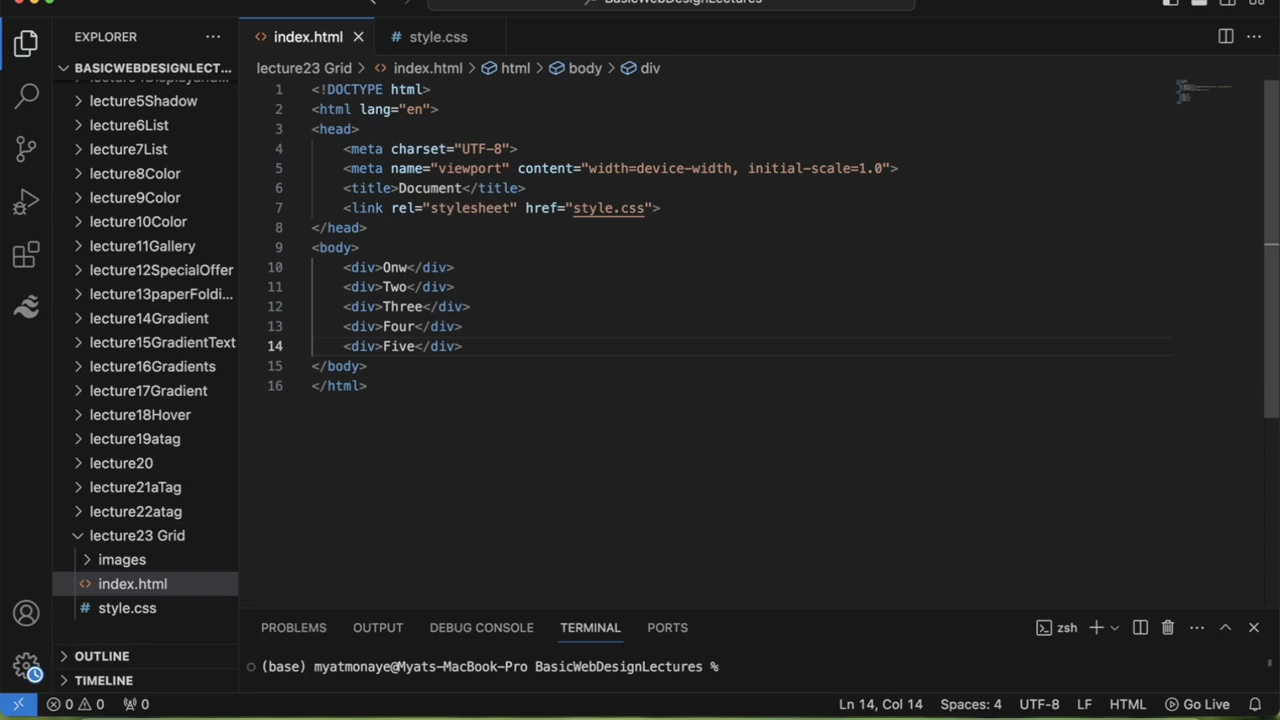 BasicWebDesignLectures
EXPLORER
index.html
style.css
BASICWEBDESIGNLECT...
lecture23 Grid > index.html > html > body > div
lecture5Shadow
lecture6List
lecture7List
lecture8Color
lecture9Color
lecture10Color
lecture11Gallery
lecture12SpecialOffer
lecture13paperFoldi...
lecture14Gradient
lecture15GradientText
lecture16Gradients
lecture17Gradient
lecture18Hover
lecture19atag
lecture20
lecture21aTag
lecture22atag
lecture23 Grid
images
index.html
style.css
OUTLINE
TIMELINE
1 <!DOCTYPE html>
2 <html lang="en">
3 <head>
4 <meta charset="UTF-8">
5 <meta name="viewport" content="width=device-width, initial-scale=1.0">
6 <title>Document</title>
7 <link rel="stylesheet" href="style.css">
8 </head>
9 <body>
10 <div>Onw</div>
11 <div>Two</div>
12 <div>Three</div>
13 <div>Four</div>
14 <div>Five</div>
15 </body>
16 </html>
PROBLEMS OUTPUT DEBUG CONSOLE TERMINAL PORTS
zsh
(base) myatmonaye@Myats-MacBook-Pro BasicWebDesignLectures %
0 0 0
Ln 14, Col 14 Spaces: 4 UTF-8 LF HTML Go Live